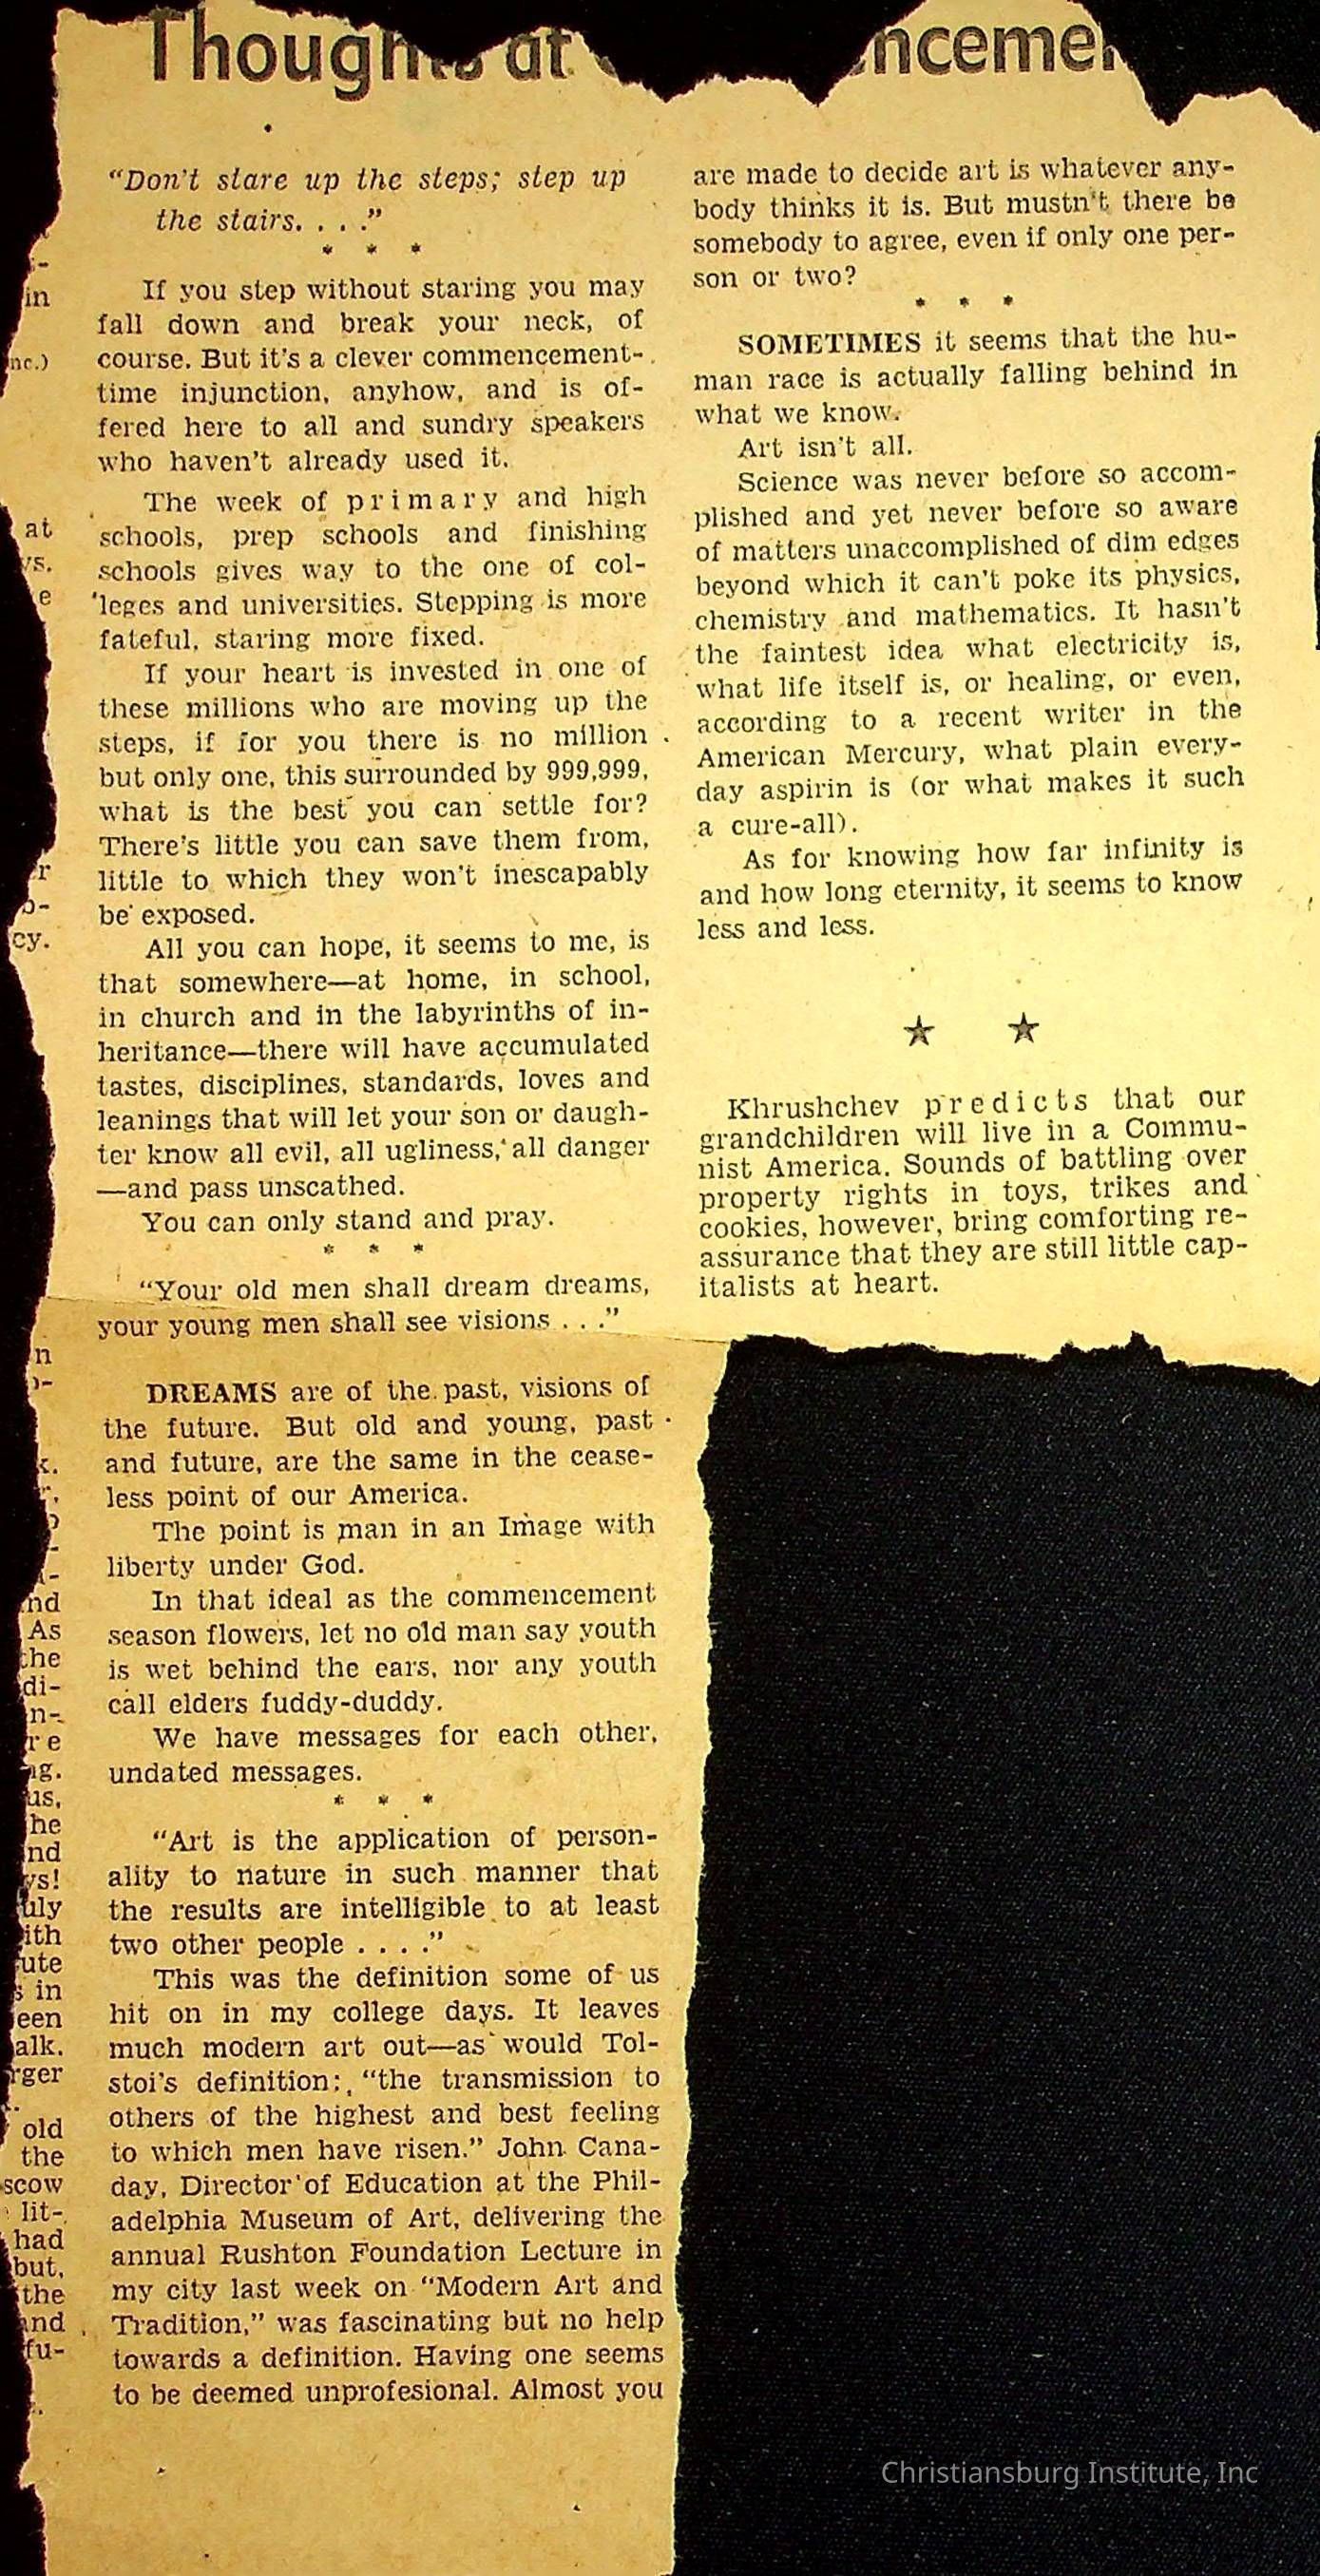 Thoughts at
“Don't stare up the steps; step up
the stairs. . . .”
* * *
If you step without staring you may
fall down and break your neck, of
course. But it's a clever commencement-
time injunction, anyhow, and is of-
fered here to all and sundry speakers
who haven't already used it.
The week of primary and high
schools, prep schools and finishing
schools gives way to the one of col-
leges and universities. Stepping is more
fateful, staring more fixed.
If your heart is invested in one of
these millions who are moving up the
steps, if for you there is no million
but only one, this surrounded by 999,999,
what is the best you can settle for?
There's little you can save them from,
little to which they won't inescapably
be exposed.
All you can hope, it seems to me, is
that somewhere—at home, in school,
in church and in the labyrinths of in-
heritance—there will have accumulated
tastes, disciplines, standards, loves and
leanings that will let your son or daugh-
ter know all evil, all ugliness, all danger
—and pass unscathed.
You can only stand and pray.
* * *
“Your old men shall dream dreams,
your young men shall see visions . . .”
DREAMS are of the past, visions of
the future. But old and young, past
and future, are the same in the cease-
less point of our America.
The point is man in an Image with
liberty under God.
In that ideal as the commencement
season flowers, let no old man say youth
is wet behind the ears, nor any youth
call elders fuddy-duddy.
We have messages for each other,
undated messages.
* * *
“Art is the application of person-
ality to nature in such manner that
the results are intelligible to at least
two other people . . . .”
This was the definition some of us
hit on in my college days. It leaves
much modern art out—as would Tol-
stoi's definition: “the transmission to
others of the highest and best feeling
to which men have risen.” John Cana-
day, Director of Education at the Phil-
adelphia Museum of Art, delivering the
annual Rushton Foundation Lecture in
my city last week on “Modern Art and
Tradition,” was fascinating but no help
towards a definition. Having one seems
to be deemed unprofesional. Almost you
are made to decide art is whatever any-
body thinks it is. But mustn't there be
somebody to agree, even if only one per-
son or two?
* * *
SOMETIMES it seems that the hu-
man race is actually falling behind in
what we know.
Art isn't all.
Science was never before so accom-
plished and yet never before so aware
of matters unaccomplished of dim edges
beyond which it can't poke its physics,
chemistry and mathematics. It hasn't
the faintest idea what electricity is,
what life itself is, or healing, or even,
according to a recent writer in the
American Mercury, what plain every-
day aspirin is (or what makes it such
a cure-all).
As for knowing how far infinity is
and how long eternity, it seems to know
less and less.
★ ★
Khrushchev predicts that our
grandchildren will live in a Commu-
nist America. Sounds of battling over
property rights in toys, trikes and
cookies, however, bring comforting re-
assurance that they are still little cap-
italists at heart.
Christiansburg Institute, Inc